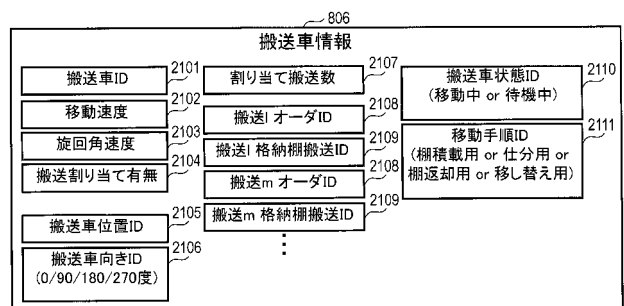 806
搬送車情報
搬送車ID
2101
移動速度
2102
旋回角速度
2103
搬送割り当て有無
2104
搬送車位置ID
2105
搬送車向きID
(0/90/180/270度)
2106
割り当て搬送数
2107
搬送l オーダID
2108
搬送l 格納棚搬送ID
2109
搬送m オーダID
2108
搬送m 格納棚搬送ID
2109
搬送車状態ID
(移動中 or 待機中)
2110
移動手順ID
(棚積載用 or 仕分用 or
棚返却用 or 移し替え用)
2111